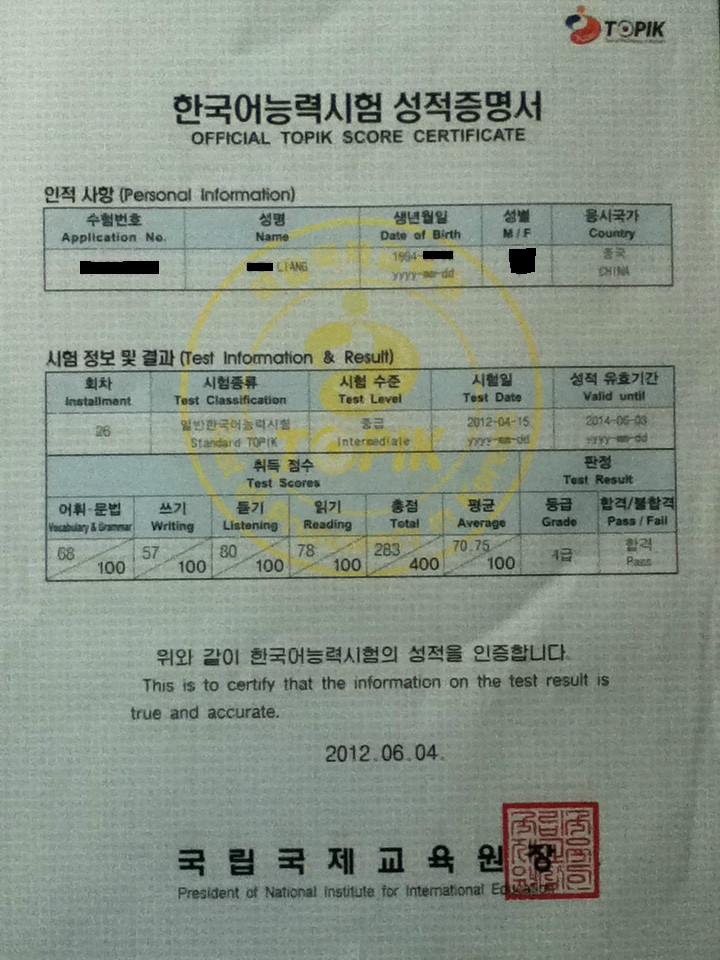 TOPIK
한국어능력시험 성적증명서
OFFICIAL TOPIK SCORE CERTIFICATE
인적 사항 (Personal Information)
수험번호 성명 생년월일 성별 응시국가
Application No. Name Date of Birth M / F Country
LIANG 1994- 중국
yyyy-mm-dd CHINA
시험 정보 및 결과 (Test Information & Result)
회차 시험종류 시험 수준 시험일 성적 유효기간
Installment Test Classification Test Level Test Date Valid until
26 일반한국어능력시험 중급 2012-04-15 2014-06-03
Standard TOPIK Intermediate yyyy-mm-dd yyyy-mm-dd
취득 점수 판정
Test Scores Test Result
어휘·문법 쓰기 듣기 읽기 총점 평균 등급 합격/불합격
Vocabulary & Grammar Writing Listening Reading Total Average Grade Pass / Fail
68 57 80 78 283 70.75 4급 합격
100 100 100 100 400 100 Pass
TOPIK
위와 같이 한국어능력시험의 성적을 인증합니다.
This is to certify that the information on the test result is
true and accurate.
2012.06.04.
국립국제교육원장
President of National Institute for International Education